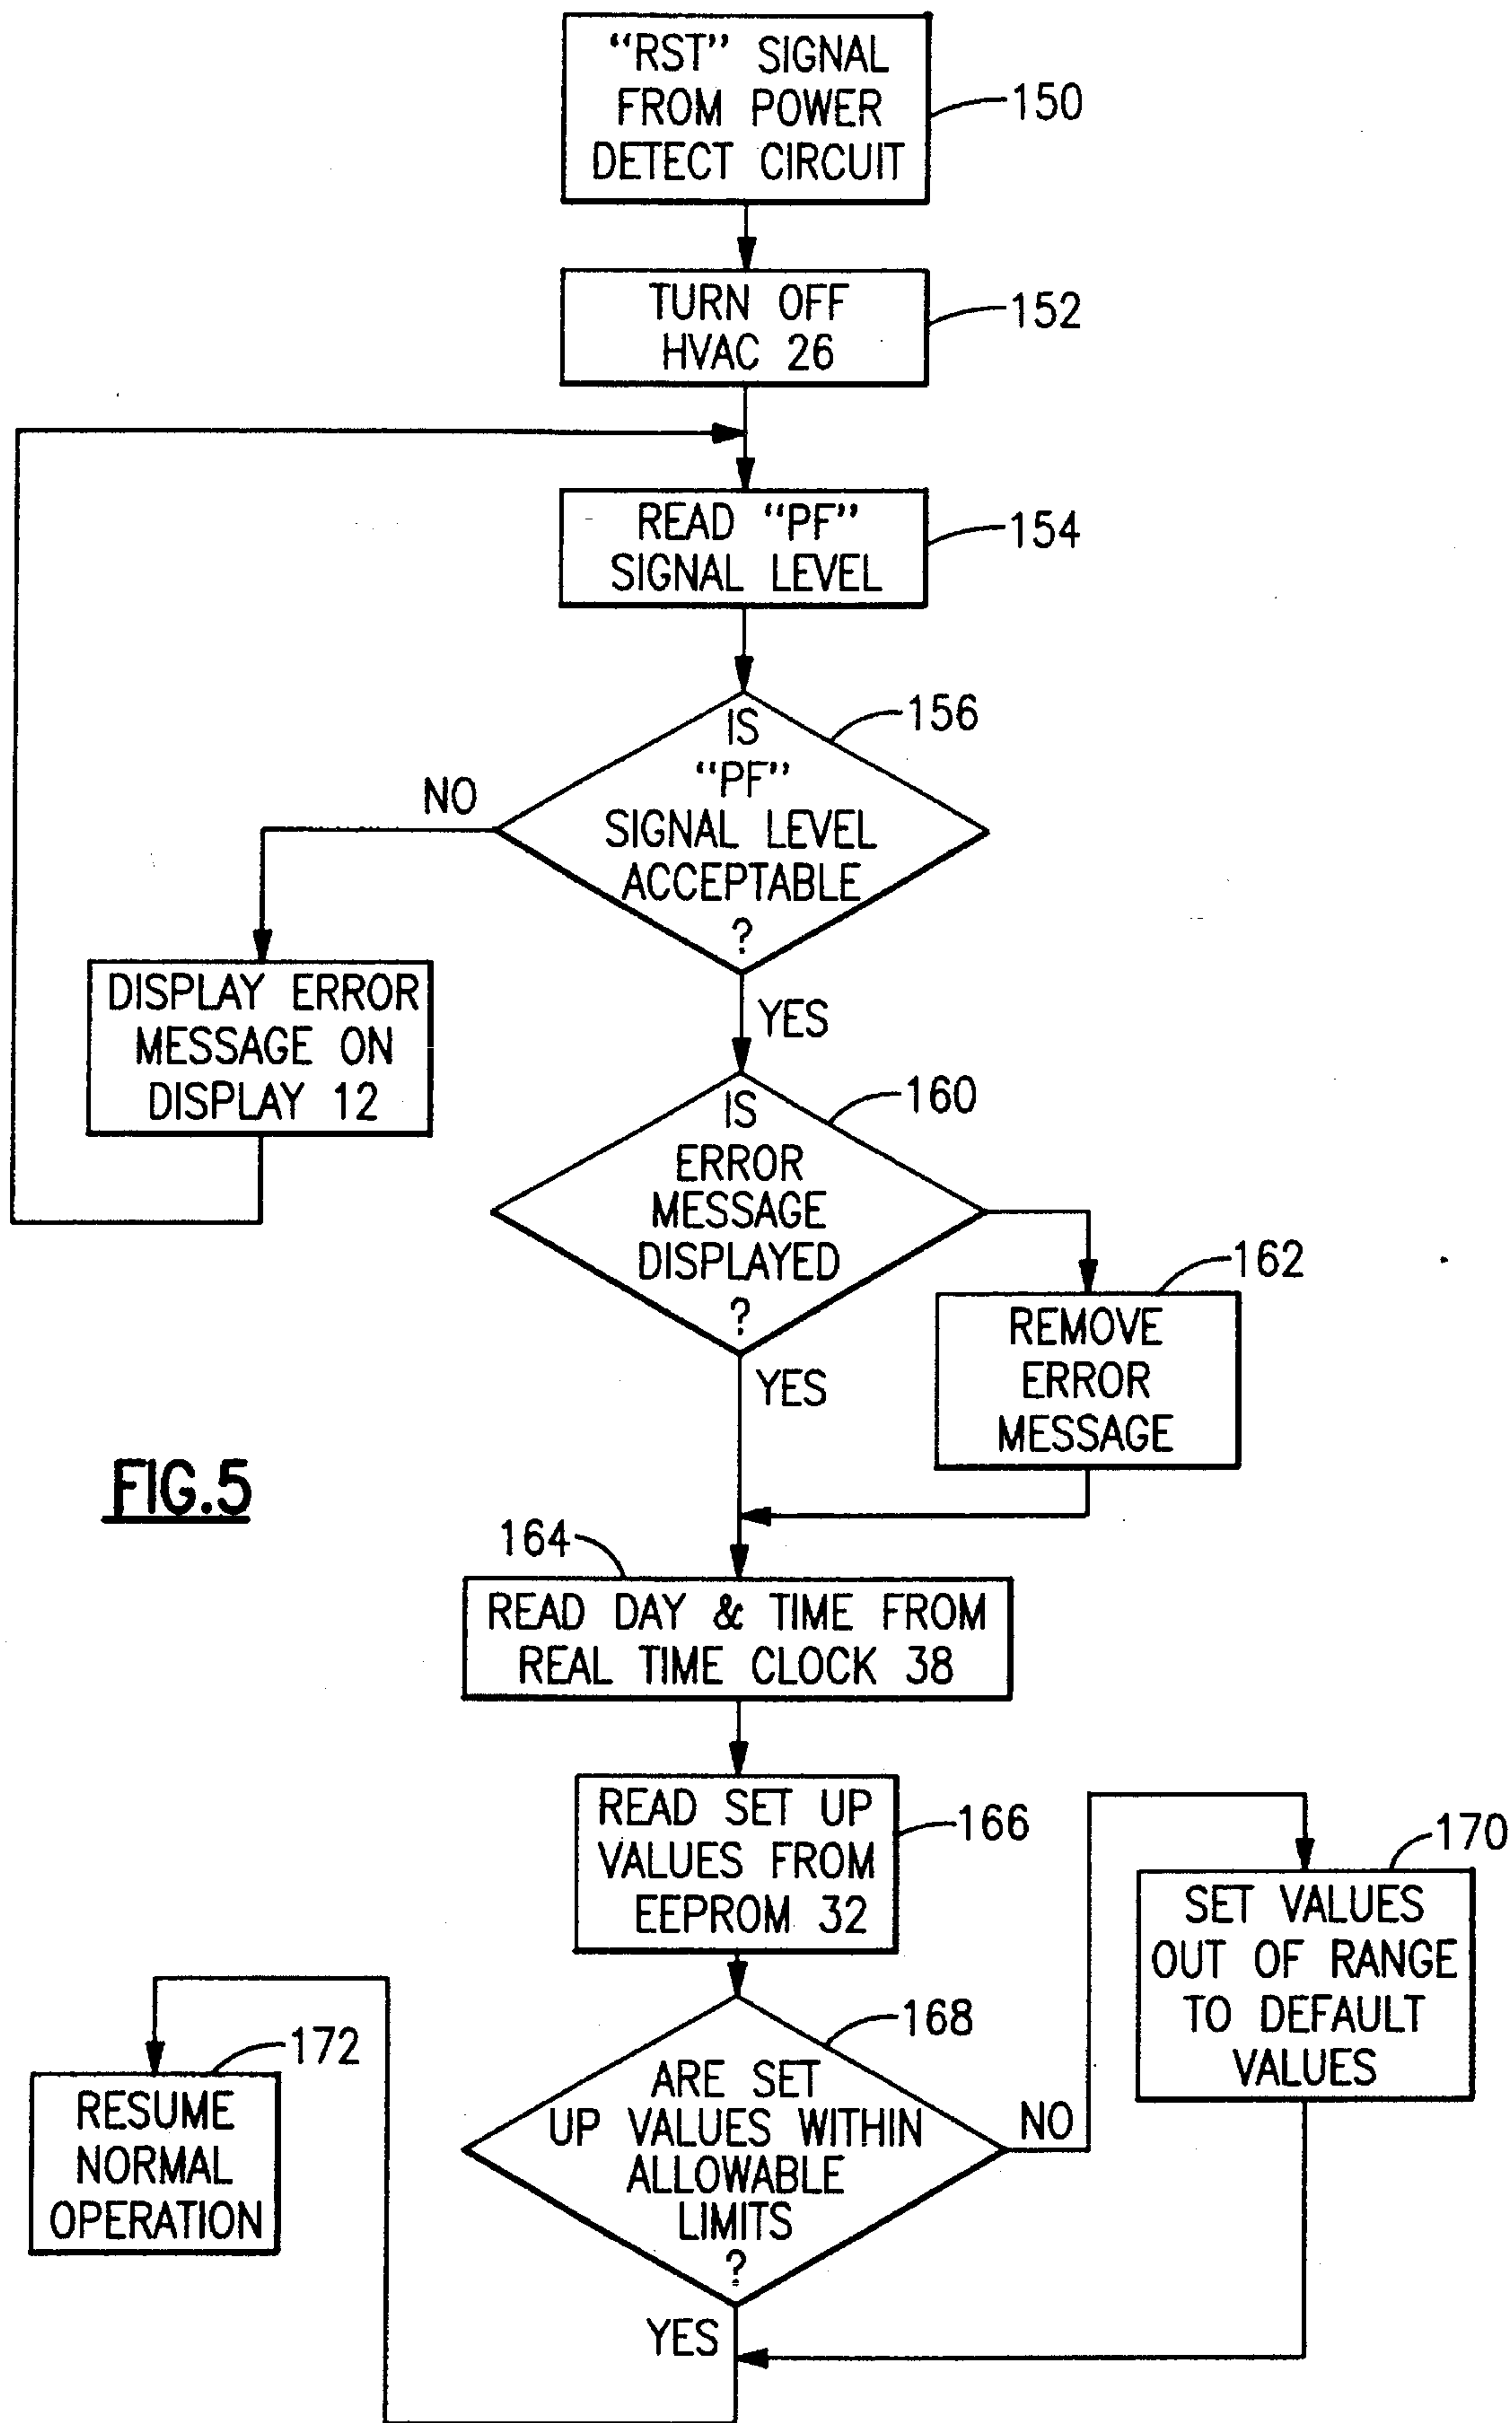 “RST” SIGNAL
FROM POWER
DETECT CIRCUIT
150
TURN OFF
HVAC 26
152
READ “PF”
SIGNAL LEVEL
154
IS
“PF”
SIGNAL LEVEL
ACCEPTABLE
?
156
NO
DISPLAY ERROR
MESSAGE ON
DISPLAY 12
YES
IS
ERROR
MESSAGE
DISPLAYED
?
160
162
REMOVE
ERROR
MESSAGE
YES
FIG.5
164
READ DAY & TIME FROM
REAL TIME CLOCK 38
READ SET UP
VALUES FROM
EEPROM 32
166
170
SET VALUES
OUT OF RANGE
TO DEFAULT
VALUES
168
ARE SET
UP VALUES WITHIN
ALLOWABLE
LIMITS
?
NO
172
RESUME
NORMAL
OPERATION
YES